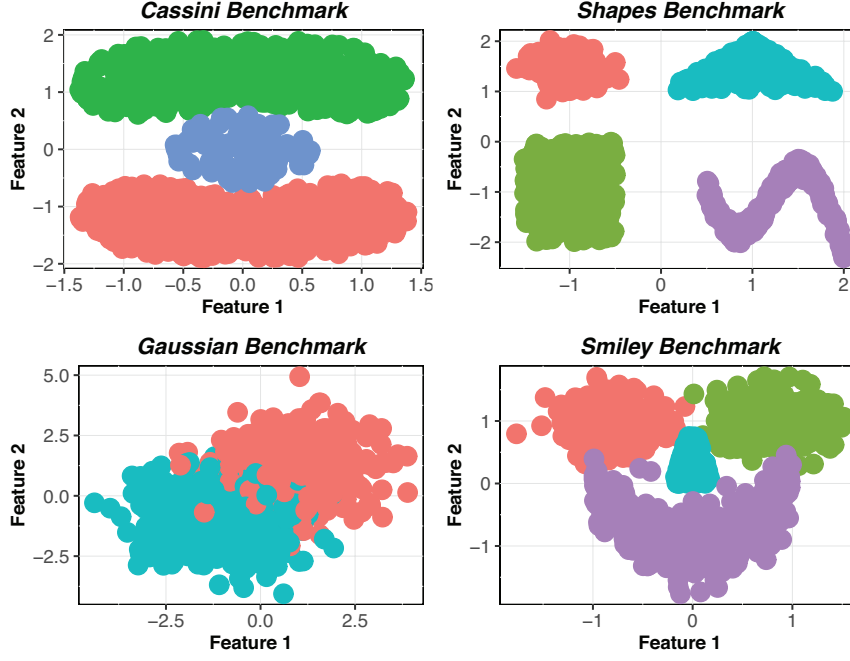 Cassini Benchmark
2
1
0
−1
−2
Feature 2
−1.5 −1.0 −0.5 0.0 0.5 1.0 1.5
Feature 1
Shapes Benchmark
2
1
0
−1
−2
Feature 2
−1 0 1 2
Feature 1
Gaussian Benchmark
5.0
2.5
0.0
−2.5
Feature 2
−2.5 0.0 2.5
Feature 1
Smiley Benchmark
1
0
−1
Feature 2
−1 0 1
Feature 1